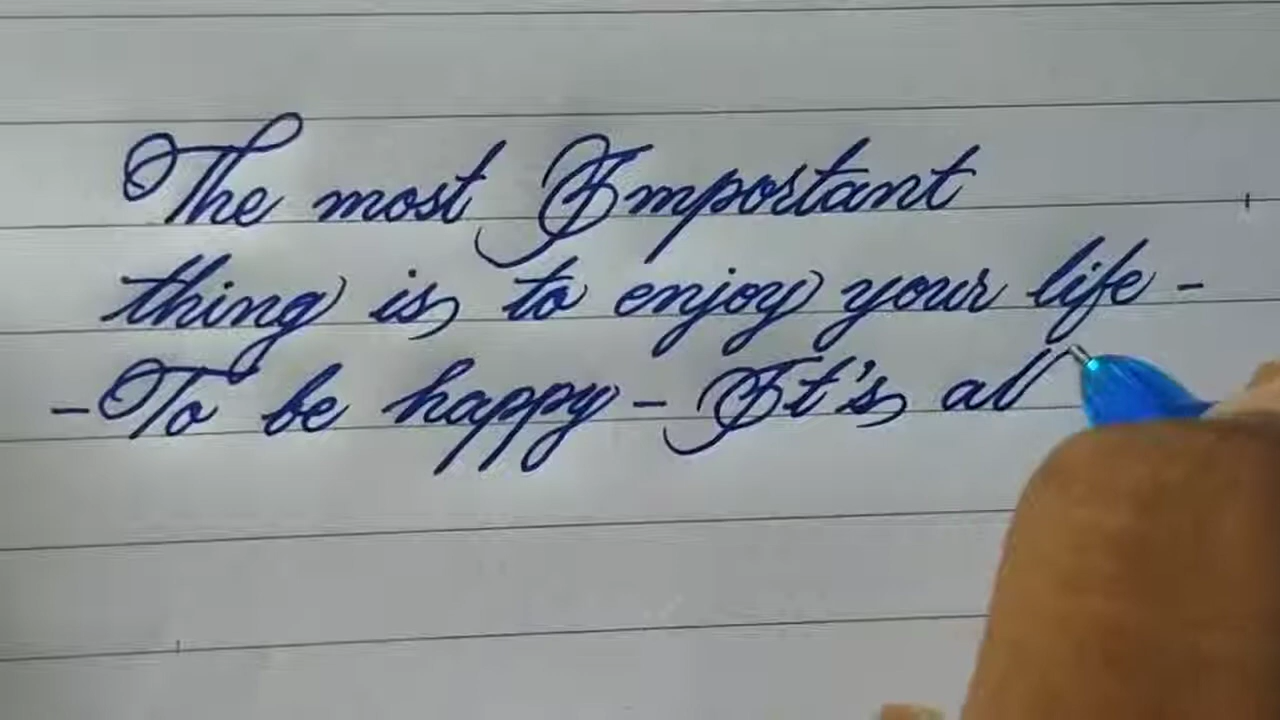 The most Important
thing is to enjoy your life -
- To be happy - It's al